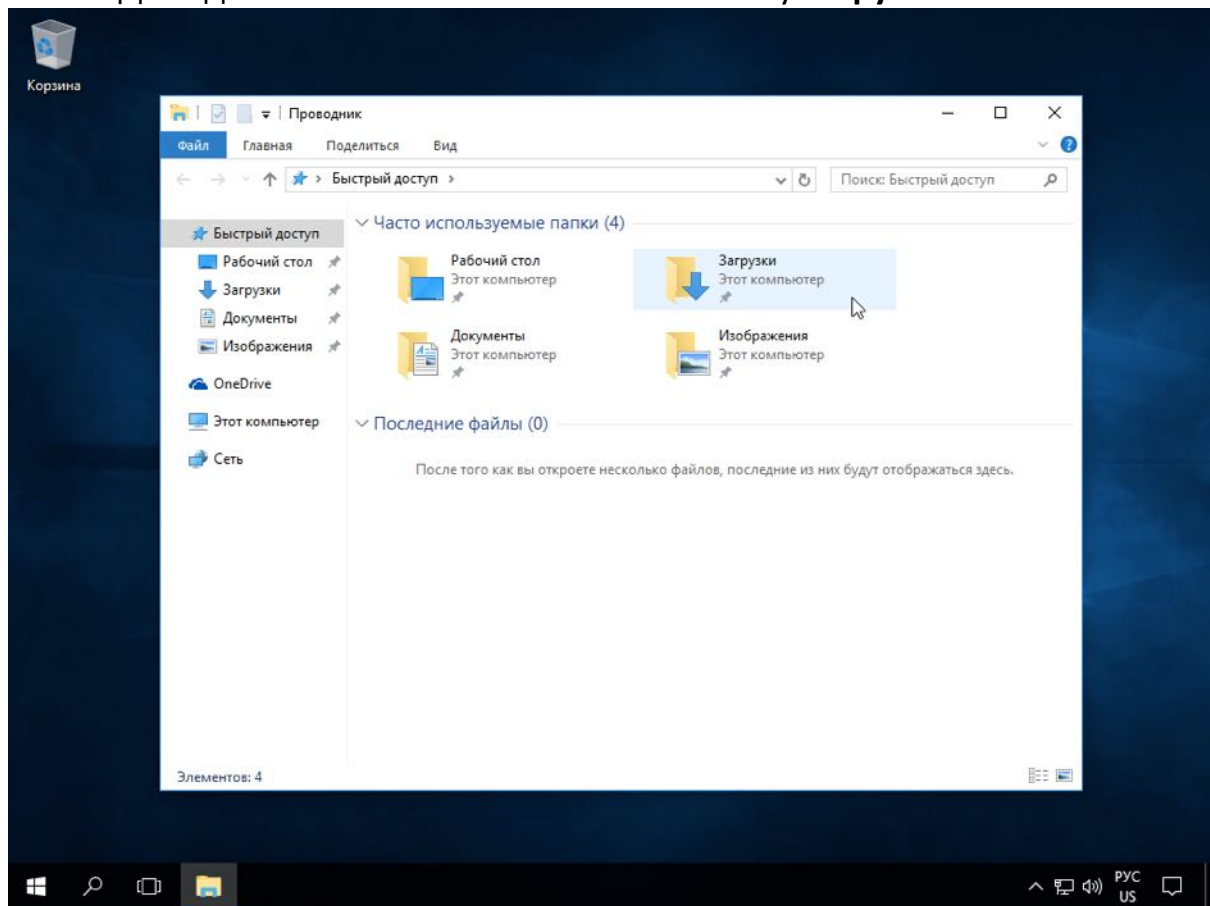 Корзина
Проводник
Файл Главная Поделиться Вид
Быстрый доступ
Поиск: Быстрый доступ
Быстрый доступ
Рабочий стол
Загрузки
Документы
Изображения
OneDrive
Этот компьютер
Сеть
Часто используемые папки (4)
Рабочий стол
Этот компьютер
Загрузки
Этот компьютер
Документы
Этот компьютер
Изображения
Этот компьютер
Последние файлы (0)
После того как вы откроете несколько файлов, последние из них будут отображаться здесь.
Элементов: 4
РУС
US